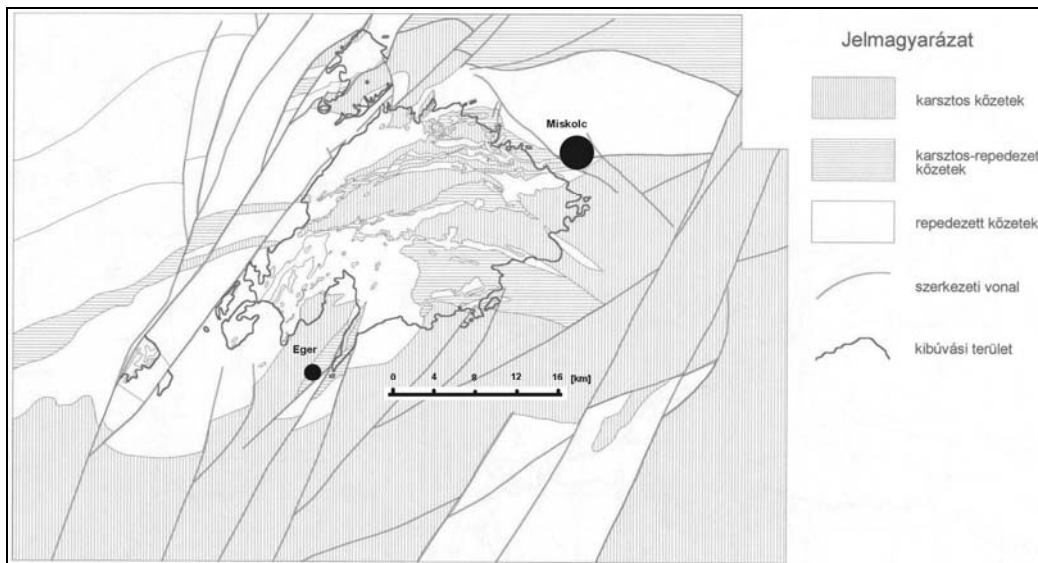 Jelmagyarázat
karsztos kőzetek
karsztos-repedezet
kőzetek
repedezett kőzetek
szerkezeti vonal
kibúvási terület
Miskolc
Eger
0 4 8 12 16 [km]